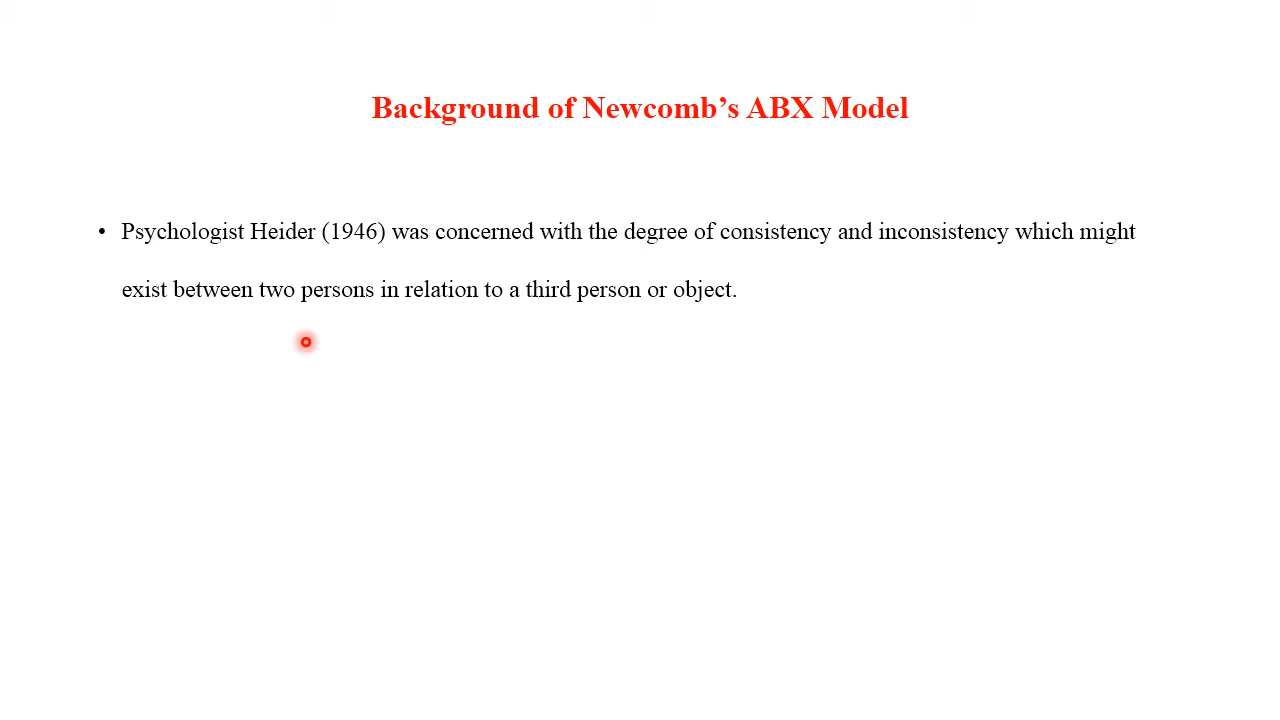 Background of Newcomb’s ABX Model
• Psychologist Heider (1946) was concerned with the degree of consistency and inconsistency which might
exist between two persons in relation to a third person or object.